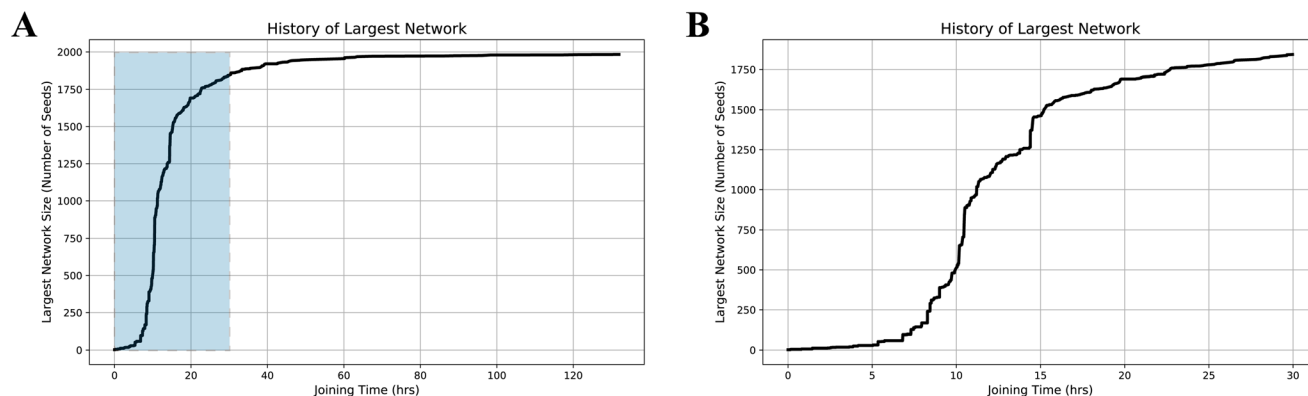 A
History of Largest Network
Largest Network Size (Number of Seeds)
2000
1750
1500
1250
1000
750
500
250
0
0 20 40 60 80 100 120
Joining Time (hrs)
B
History of Largest Network
Largest Network Size (Number of Seeds)
1750
1500
1250
1000
750
500
250
0
0 5 10 15 20 25 30
Joining Time (hrs)